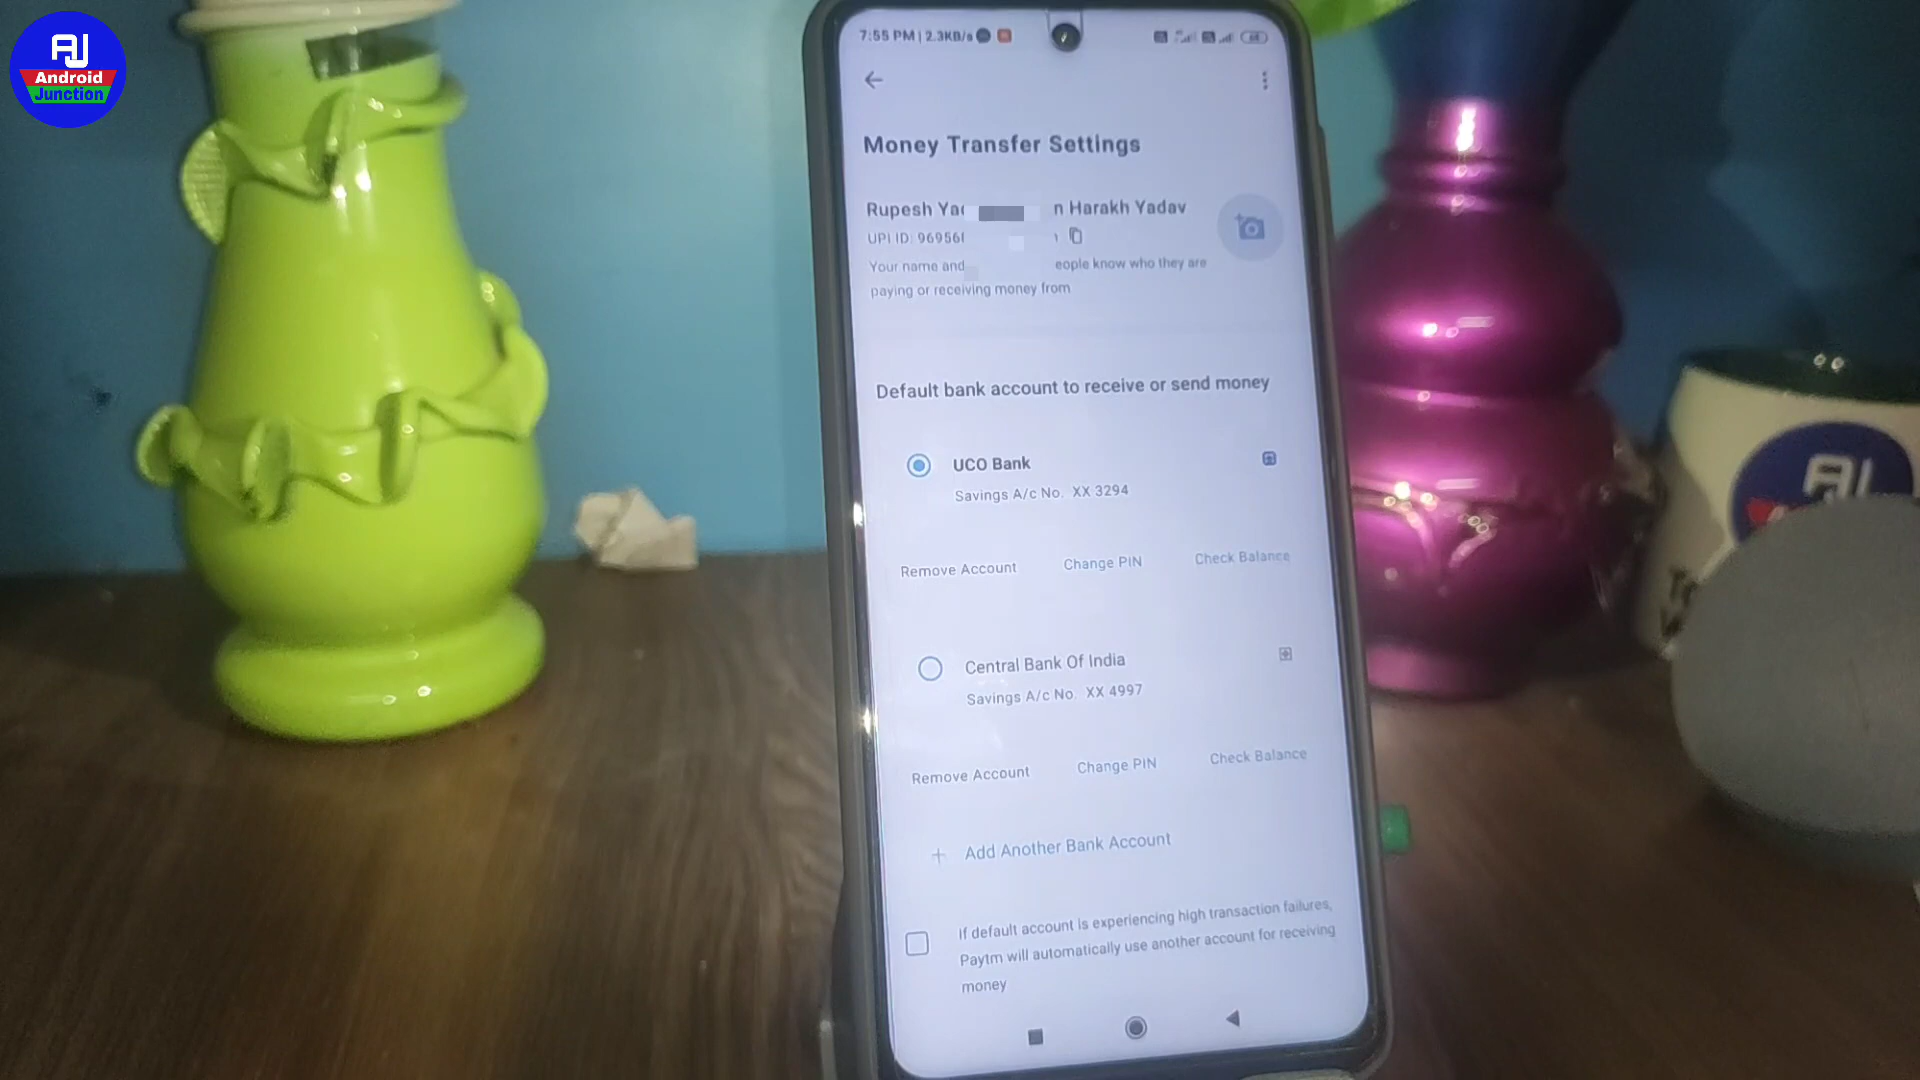 AJ
Android
Junction
7:55 PM | 2.3KB/s
Money Transfer Settings
Rupesh Ya n Harakh Yadav
UPI ID: 96956
Your name and eople know who they are
paying or receiving money from
Default bank account to receive or send money
UCO Bank
Savings A/c No. XX 3294
Remove Account Change PIN Check Balance
Central Bank Of India
Savings A/c No. XX 4997
Remove Account Change PIN Check Balance
+ Add Another Bank Account
If default account is experiencing high transaction failures,
Paytm will automatically use another account for receiving
money
AJ